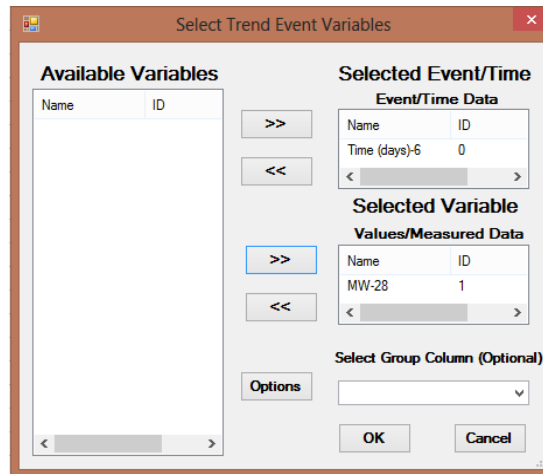 Select Trend Event Variables
Available Variables
Name ID
>>
<<
Selected Event/Time
Event/Time Data
Name ID
Time (days)-6 0
Selected Variable
Values/Measured Data
>>
<<
Name ID
MW-28 1
Select Group Column (Optional)
Options
OK Cancel